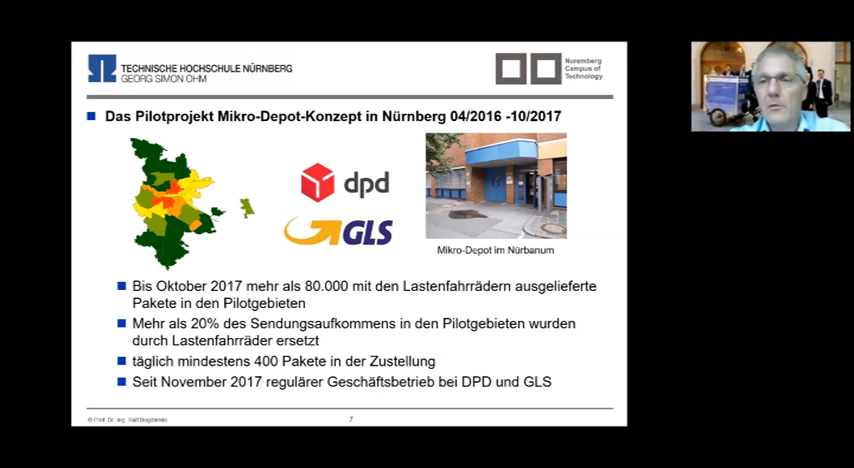 TECHNISCHE HOCHSCHULE NÜRNBERG
GEORG SIMON OHM
Nuremberg
Campus of
Technology
Das Pilotprojekt Mikro-Depot-Konzept in Nürnberg 04/2016 -10/2017
dpd
GLS
Mikro-Depot im Nürbanum
Bis Oktober 2017 mehr als 80.000 mit den Lastenfahrrädern ausgelieferte
Pakete in den Pilotgebieten
Mehr als 20% des Sendungsaufkommens in den Pilotgebieten wurden
durch Lastenfahrräder ersetzt
täglich mindestens 400 Pakete in der Zustellung
Seit November 2017 regulärer Geschäftsbetrieb bei DPD und GLS
© Prof. Dr.-Ing. Ralf Bogdanski
7